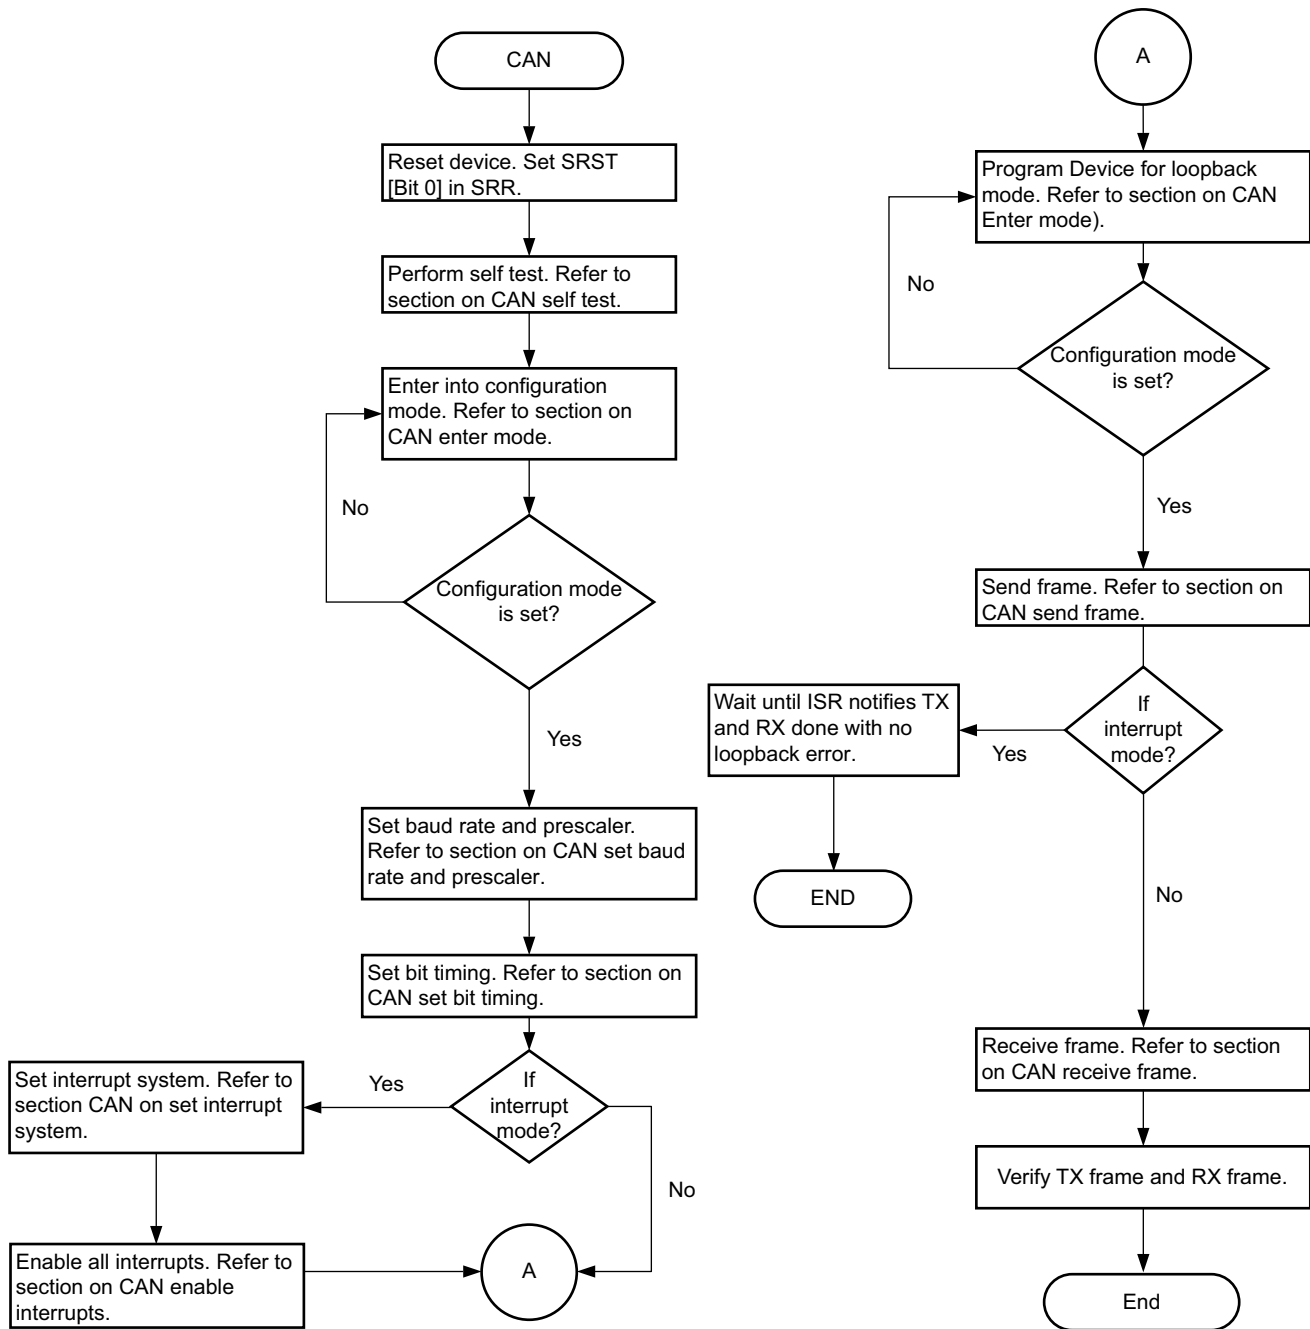 CAN
Reset device. Set SRST
[Bit 0] in SRR.
Perform self test. Refer to
section on CAN self test.
Enter into configuration
mode. Refer to section on
CAN enter mode.
No
Configuration mode
is set?
Yes
Set baud rate and prescaler.
Refer to section on CAN set baud
rate and prescaler.
Set bit timing. Refer to section on
CAN set bit timing.
If
interrupt
mode?
Yes
Set interrupt system. Refer to
section CAN on set interrupt
system.
No
Enable all interrupts. Refer to
section on CAN enable
interrupts.
A
A
Program Device for loopback
mode. Refer to section on CAN
Enter mode).
No
Configuration mode
is set?
Yes
Send frame. Refer to section on
CAN send frame.
If
interrupt
mode?
Yes
Wait until ISR notifies TX
and RX done with no
loopback error.
END
No
Receive frame. Refer to section
on CAN receive frame.
Verify TX frame and RX frame.
End